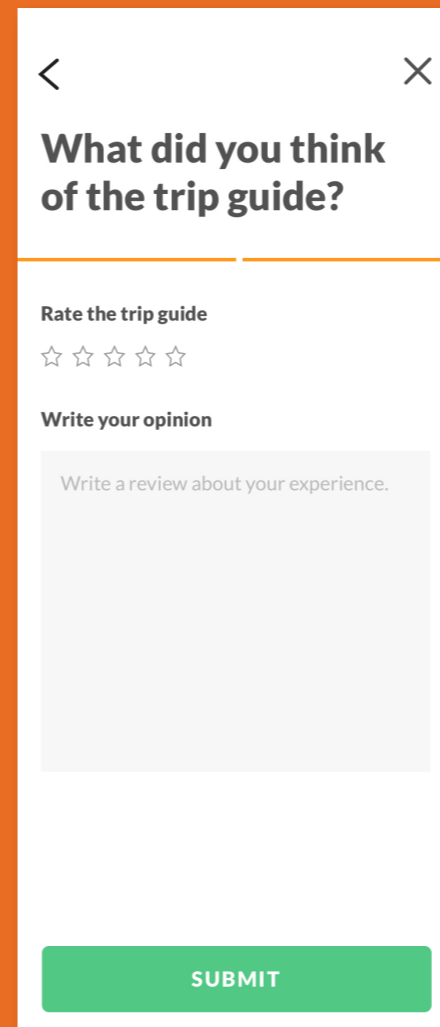 What did you think
of the trip guide?
Rate the trip guide
Write your opinion
Write a review about your experience.
SUBMIT